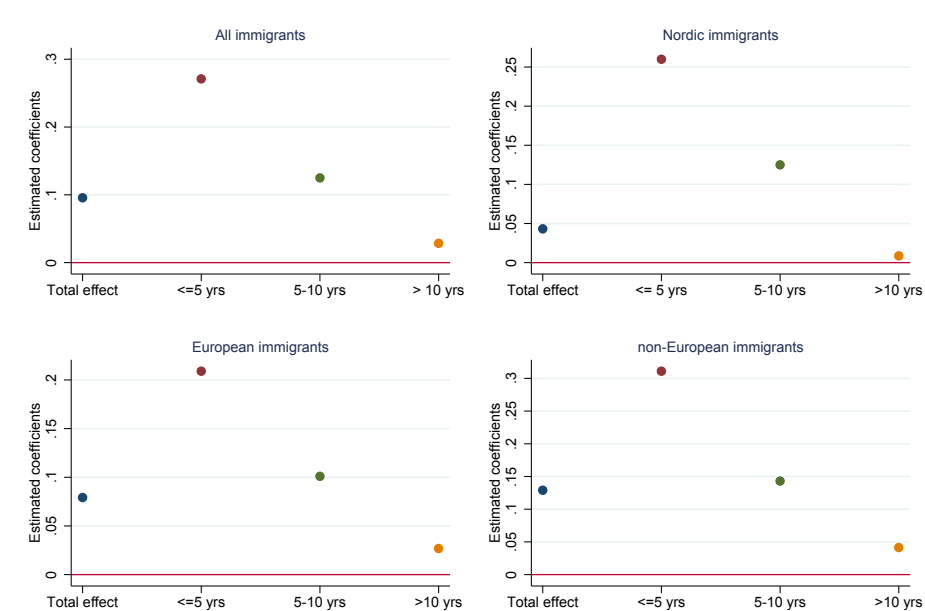 All immigrants
Estimated coefficients
.3
.2
.1
0
Total effect <=5 yrs 5-10 yrs > 10 yrs
Nordic immigrants
Estimated coefficients
.25
.2
.15
.1
.05
0
Total effect <= 5 yrs 5-10 yrs >10 yrs
European immigrants
Estimated coefficients
.2
.15
.1
.05
0
Total effect <=5 yrs 5-10 yrs >10 yrs
non-European immigrants
Estimated coefficients
.3
.25
.2
.15
.1
.05
0
Total effect <=5 yrs 5-10 yrs >10 yrs